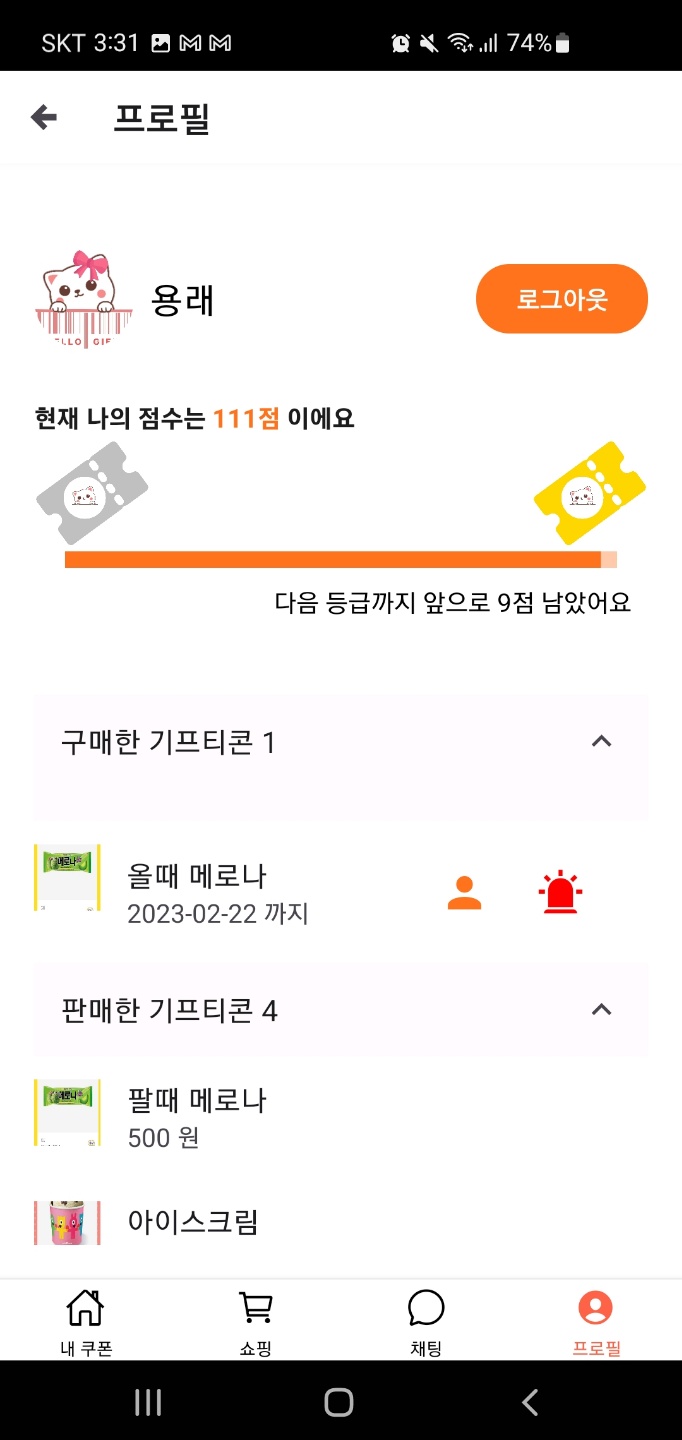 SKT 3:31 74%
프로필
용래
로그아웃
현재 나의 점수는 111점 이에요
다음 등급까지 앞으로 9점 남았어요
구매한 기프티콘 1
메로나
올때 메로나
2023-02-22 까지
판매한 기프티콘 4
메로나
팔때 메로나
500 원
아이스크림
내 쿠폰
쇼핑
채팅
프로필